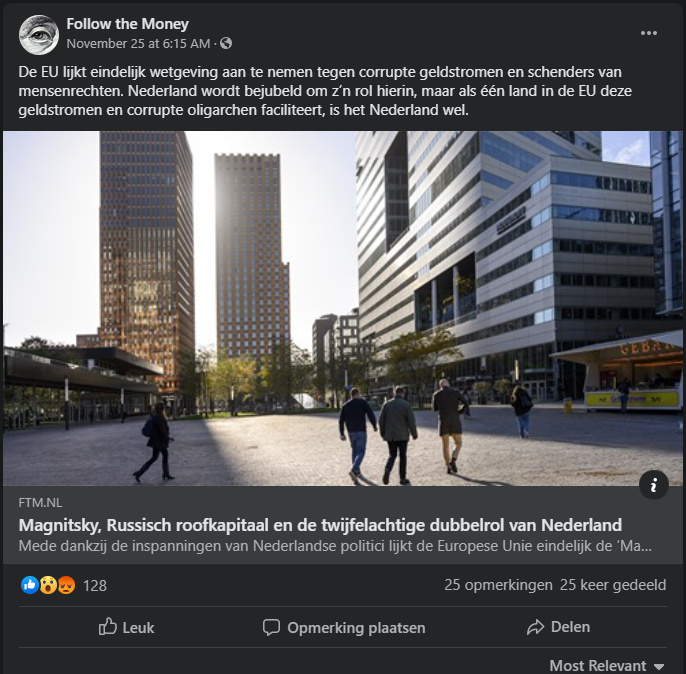 Follow the Money
November 25 at 6:15 AM ·
De EU lijkt eindelijk wetgeving aan te nemen tegen corrupte geldstromen en schenders van
mensenrechten. Nederland wordt bejubeld om z’n rol hierin, maar als één land in de EU deze
geldstromen en corrupte oligarchen faciliteert, is het Nederland wel.
GEBA
FTM.NL
Magnitsky, Russisch roofkapitaal en de twijfelachtige dubbelrol van Nederland
Mede dankzij de inspanningen van Nederlandse politici lijkt de Europese Unie eindelijk de ‘Ma...
128
25 opmerkingen 25 keer gedeeld
Leuk
Opmerking plaatsen
Delen
Most Relevant